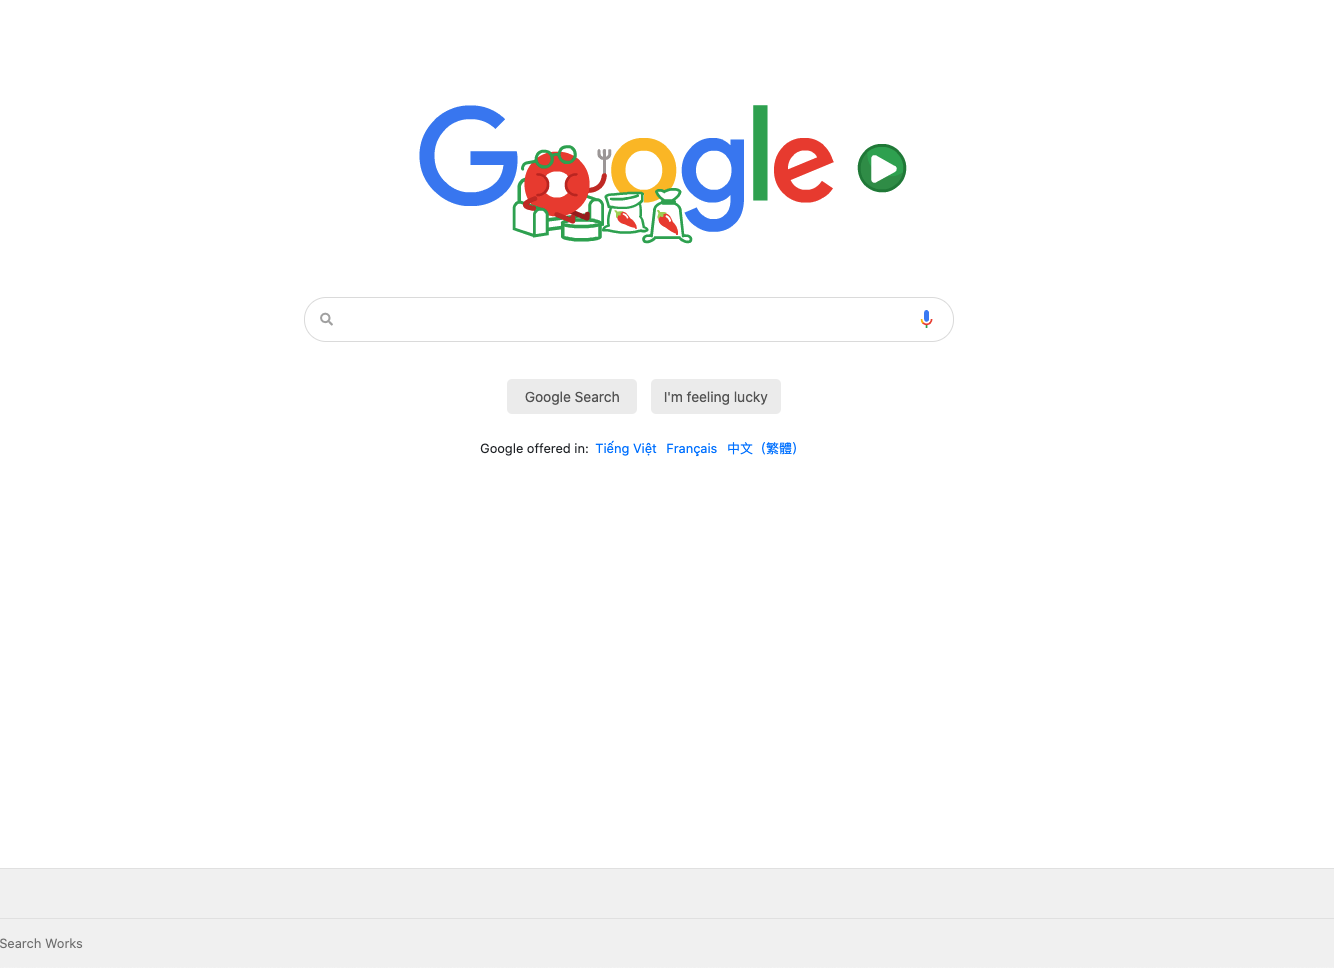 Google
Google Search
I'm feeling lucky
Google offered in: Tiếng Việt Français 中文（繁體）
Search Works